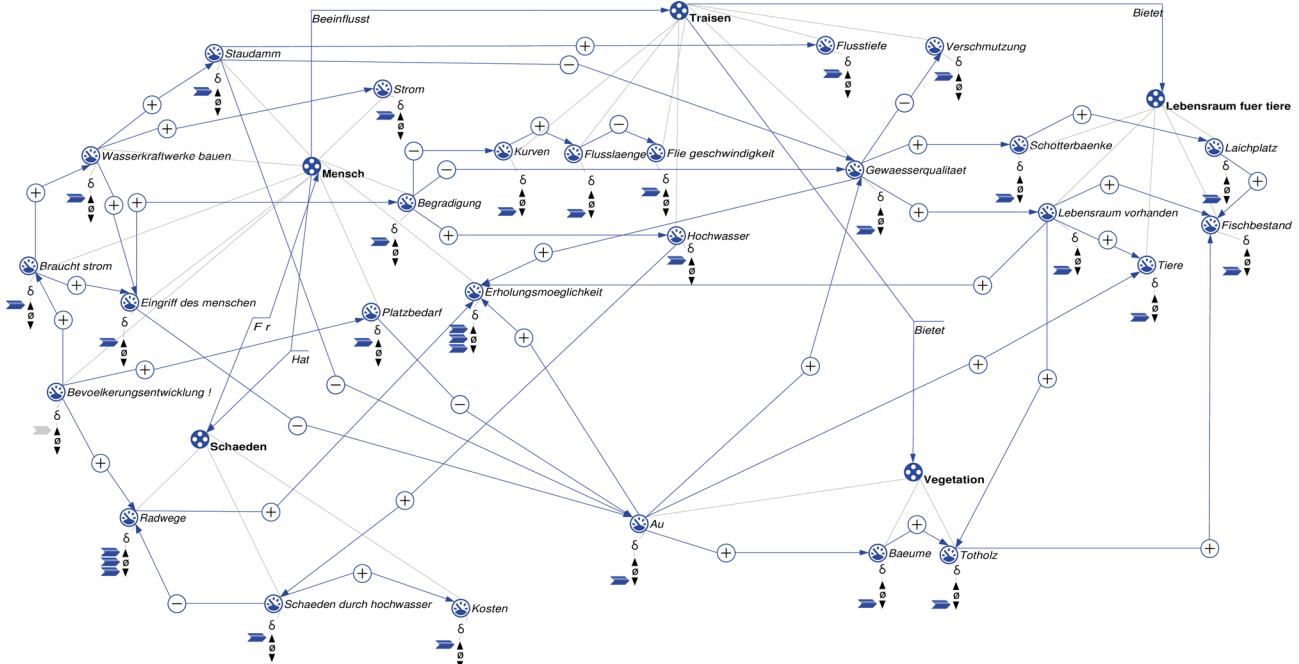 Beeinflusst
Traisen
Bietet
Staudamm
+
Flusstiefe
Verschmutzung
δ
−
δ
δ
Strom
Lebensraum fuer tiere
+
−
+
δ
+
−
+
+
Wasserkraftwerke bauen
−
Kurven
Flusslaenge
Flie geschwindigkeit
+
Schotterbaenke
Laichplatz
Mensch
−
Gewaesserqualitaet
δ
δ
δ
δ
δ
+
δ
+
+
+
+
Begradigung
+
Lebensraum vorhanden
Fischbestand
δ
δ
+
Hochwasser
δ
+
δ
+
δ
Braucht strom
Tiere
+
+
δ
Eingriff des menschen
Erholungsmoeglichkeit
δ
δ
+
Platzbedarf
F r
Bietet
δ
+
δ
Hat
+
+
+
−
+
Bevoelkerungsentwicklung !
−
δ
−
Schaeden
+
Vegetation
+
Radwege
+
Au
+
δ
δ
+
Baeume
Totholz
+
δ
δ
+
−
Schaeden durch hochwasser
Kosten
δ
δ